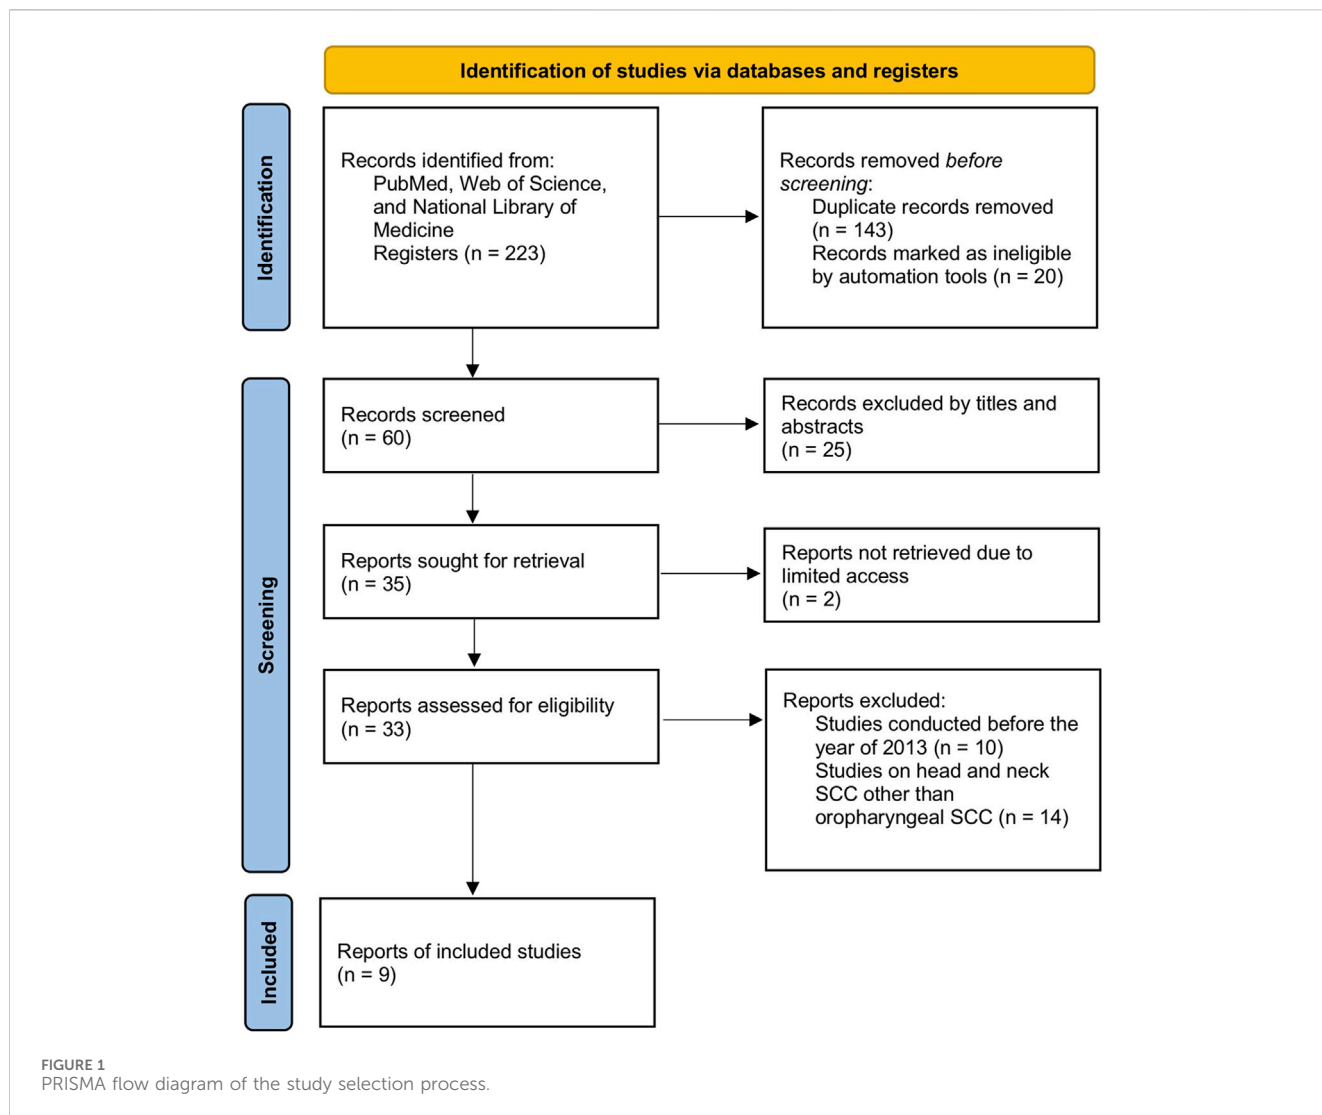 Identification of studies via databases and registers
Identification
Records identified from:
PubMed, Web of Science,
and National Library of
Medicine
Registers (n = 223)
Records removed before
screening:
Duplicate records removed
(n = 143)
Records marked as ineligible
by automation tools (n = 20)
Screening
Records screened
(n = 60)
Records excluded by titles and
abstracts
(n = 25)
Reports sought for retrieval
(n = 35)
Reports not retrieved due to
limited access
(n = 2)
Reports assessed for eligibility
(n = 33)
Reports excluded:
Studies conducted before the
year of 2013 (n = 10)
Studies on head and neck
SCC other than
oropharyngeal SCC (n = 14)
Included
Reports of included studies
(n = 9)
FIGURE 1
PRISMA flow diagram of the study selection process.